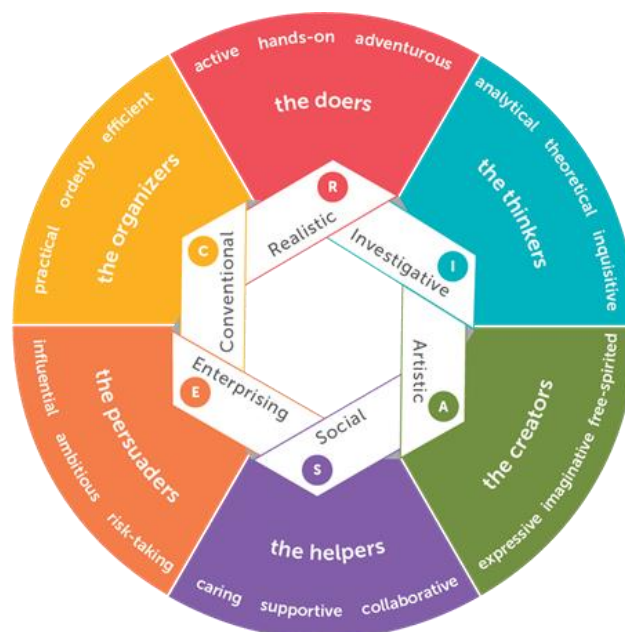 active hands-on adventurous
the doers
R
Realistic
analytical theoretical inquisitive
the thinkers
I
Investigative
expressive imaginative free-spirited
the creators
A
Artistic
caring supportive collaborative
the helpers
S
Social
influential ambitious risk-taking
the persuaders
E
Enterprising
practical orderly efficient
the organizers
C
Conventional